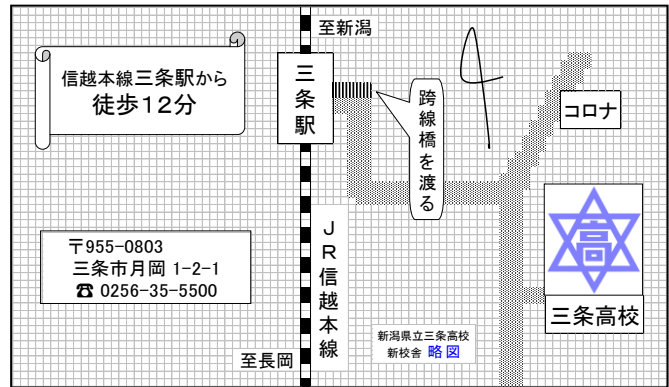 至新潟
信越本線三条駅から
徒歩12分
三条駅
跨線橋を渡る
コロナ
高
三条高校
〒955-0803
三条市月岡 1-2-1
☎ 0256-35-5500
JR信越本線
新潟県立三条高校
新校舎 略図
至長岡